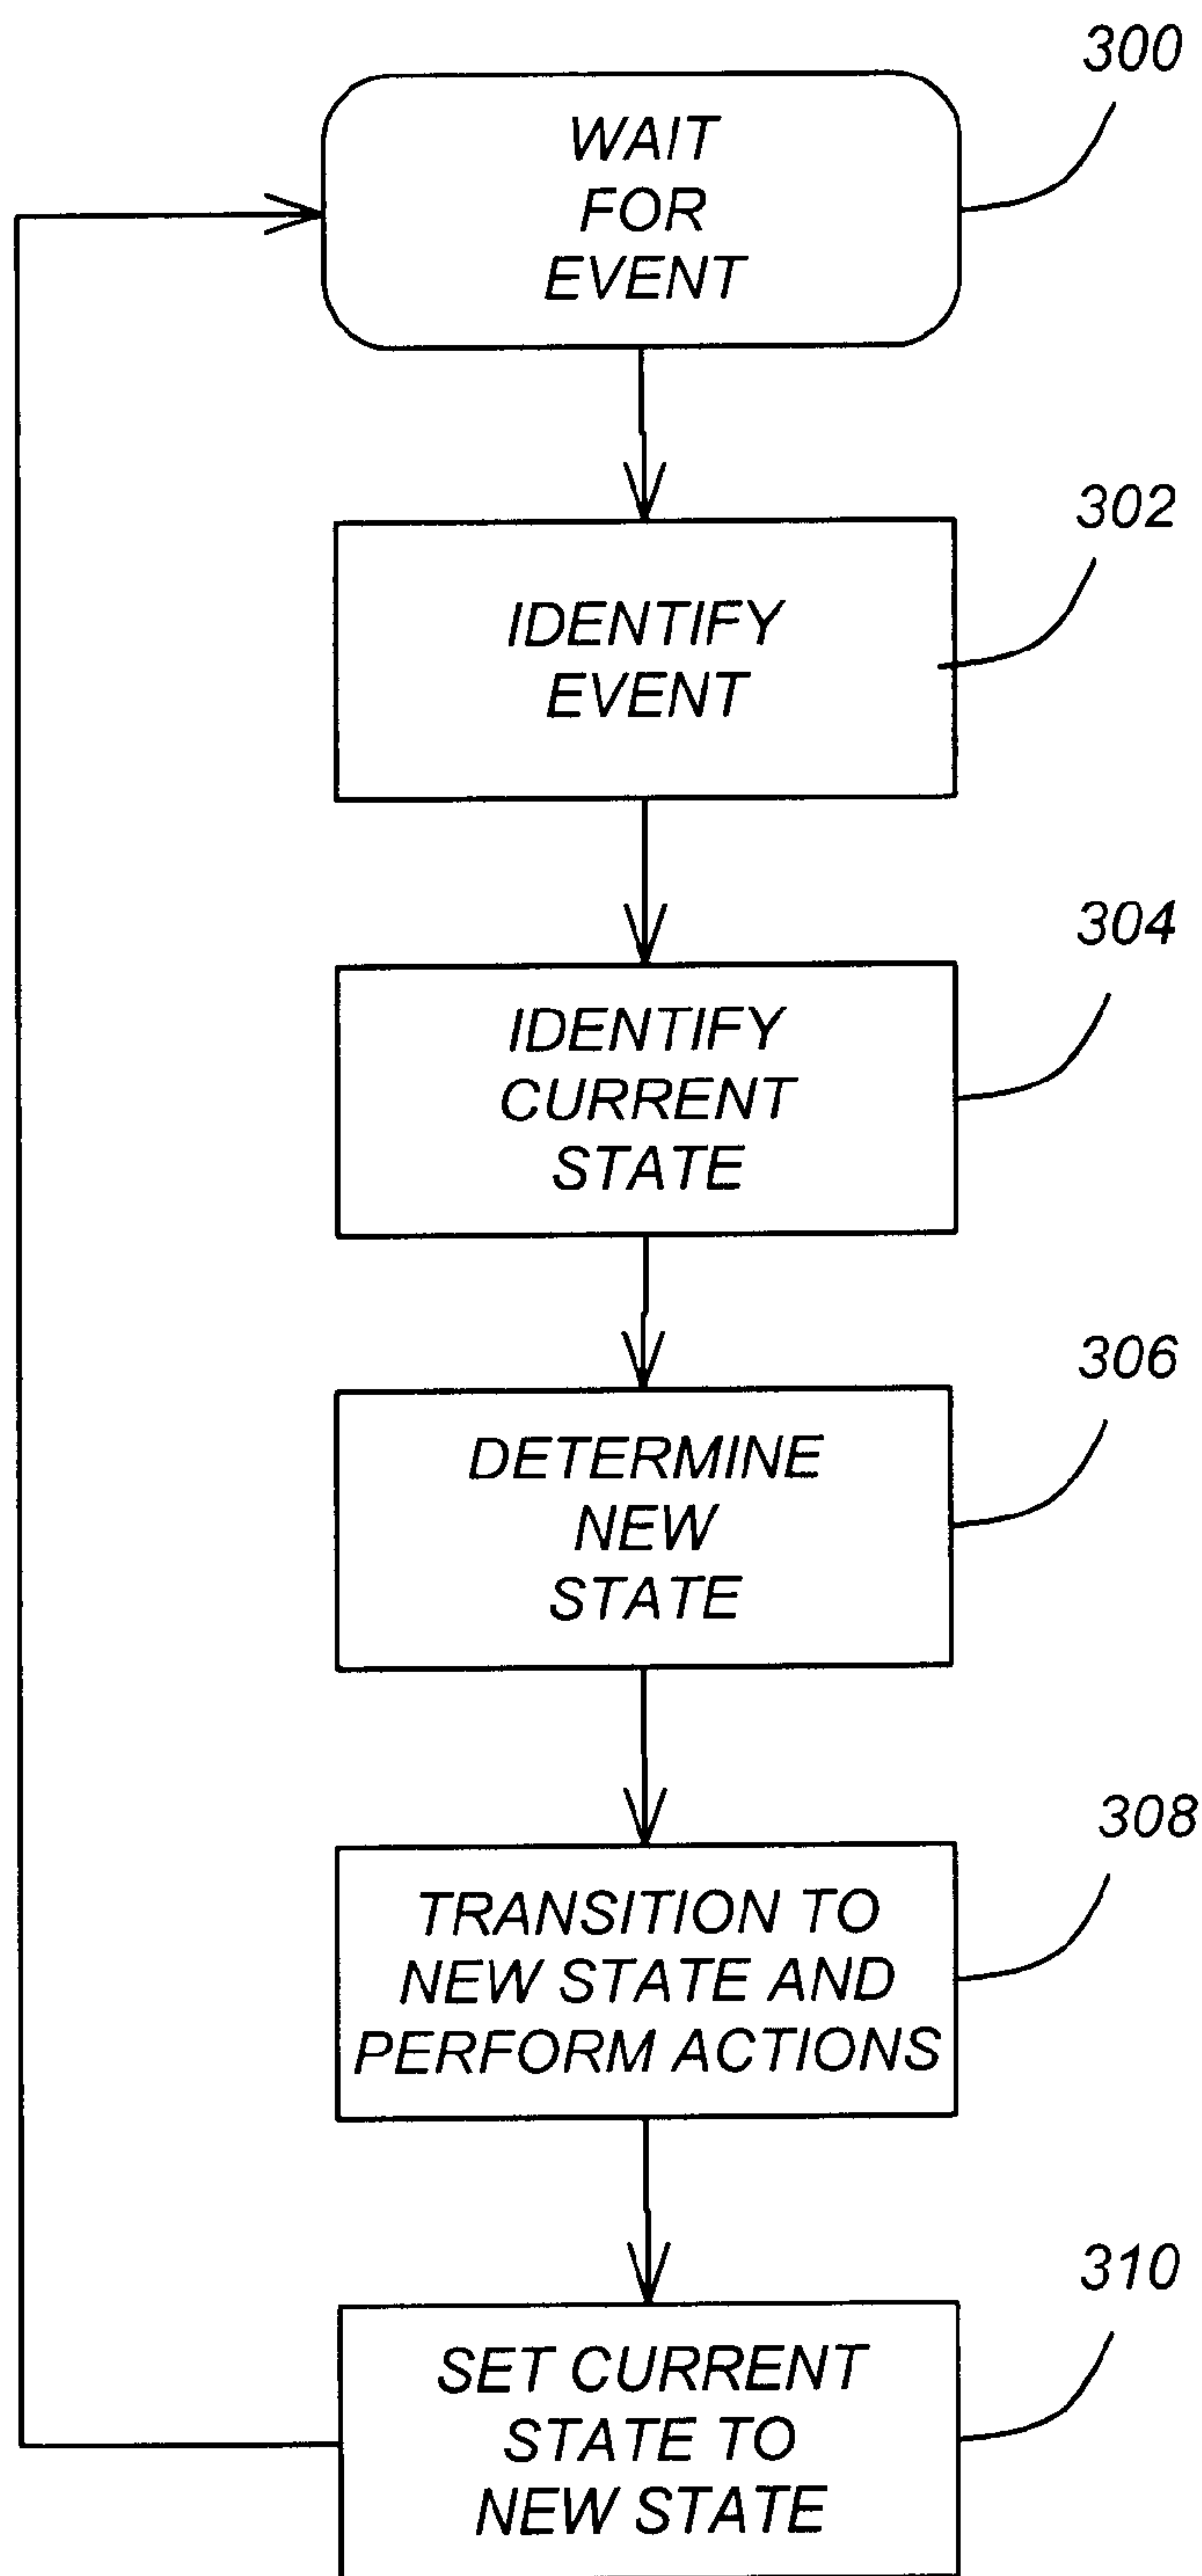 300
WAIT
FOR
EVENT
302
IDENTIFY
EVENT
304
IDENTIFY
CURRENT
STATE
306
DETERMINE
NEW
STATE
308
TRANSITION TO
NEW STATE AND
PERFORM ACTIONS
310
SET CURRENT
STATE TO
NEW STATE